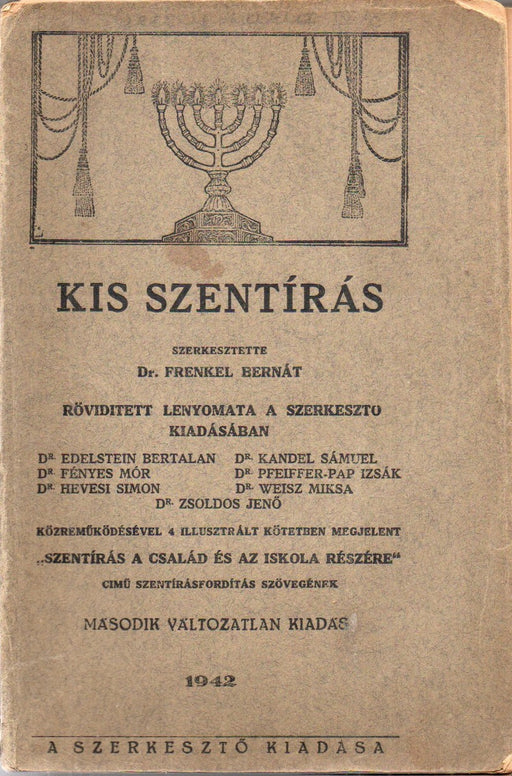 KIS SZENTÍRÁS
SZERKESZTETTE
Dr. FRENKEL BERNÁT
RÖVIDITETT LENYOMATA A SZERKESZTO
KIADÁSÁBAN
DR. EDELSTEIN BERTALAN DR. KANDEL SÁMUEL
DR. FÉNYES MÓR DR. PFEIFFER-PAP IZSÁK
DR. HEVESI SIMON DR. WEISZ MIKSA
DR. ZSOLDOS JENŐ
KÖZREMŰKÖDÉSÉVEL 4 ILLUSZTRÁLT KÖTETBEN MEGJELENT
„SZENTÍRÁS A CSALÁD ÉS AZ ISKOLA RÉSZÉRE“
CIMŰ SZENTÍRÁSFORDÍTÁS SZÖVEGÉNEK
MÁSODIK VÁLTOZATLAN KIADÁS
1942
A SZERKESZTŐ KIADÁSA